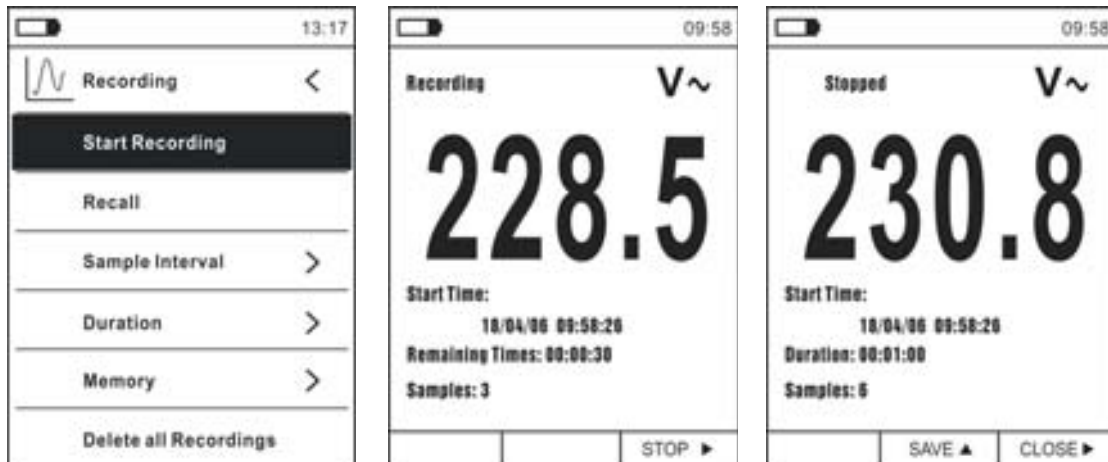 13:17
Recording
Start Recording
Recall
Sample Interval
Duration
Memory
Delete all Recordings
09:58
Recording V~
228.5
Start Time:
18/04/06 09:58:26
Remaining Times: 00:00:30
Samples: 3
STOP ►
09:58
Stopped V~
230.8
Start Time:
18/04/06 09:58:26
Duration: 00:01:00
Samples: 6
SAVE ▲ CLOSE ►